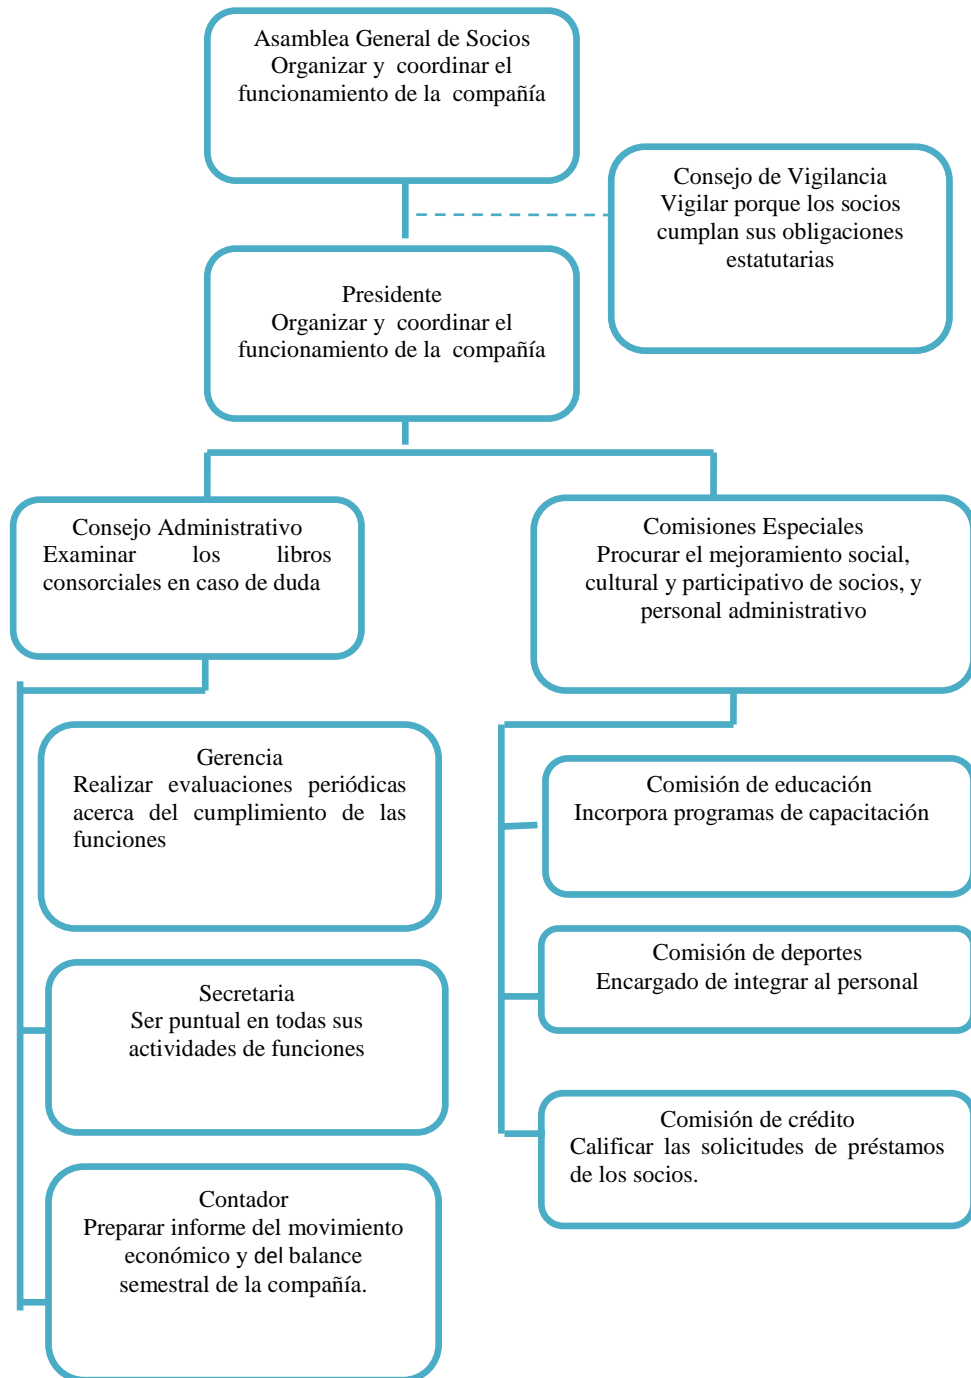 Asamblea General de Socios
Organizar y coordinar el
funcionamiento de la compañía
Consejo de Vigilancia
Vigilar porque los socios
cumplan sus obligaciones
estatutarias
Presidente
Organizar y coordinar el
funcionamiento de la compañía
Consejo Administrativo
Examinar los libros
consorciales en caso de duda
Comisiones Especiales
Procurar el mejoramiento social,
cultural y participativo de socios, y
personal administrativo
Gerencia
Realizar evaluaciones periódicas
acerca del cumplimiento de las
funciones
Secretaria
Ser puntual en todas sus
actividades de funciones
Contador
Preparar informe del movimiento
económico y del balance
semestral de la compañía.
Comisión de educación
Incorpora programas de capacitación
Comisión de deportes
Encargado de integrar al personal
Comisión de crédito
Calificar las solicitudes de préstamos
de los socios.